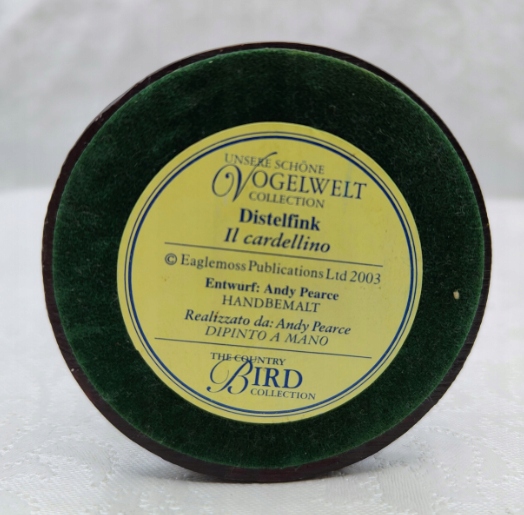 UNSERE SCHÖNE
VOGELWELT
COLLECTION
Distelfink
Il cardellino
© Eaglemoss Publications Ltd 2003
Entwurf: Andy Pearce
HANDBEMALT
Realizzato da: Andy Pearce
DIPINTO A MANO
THE COUNTRY
BIRD
COLLECTION